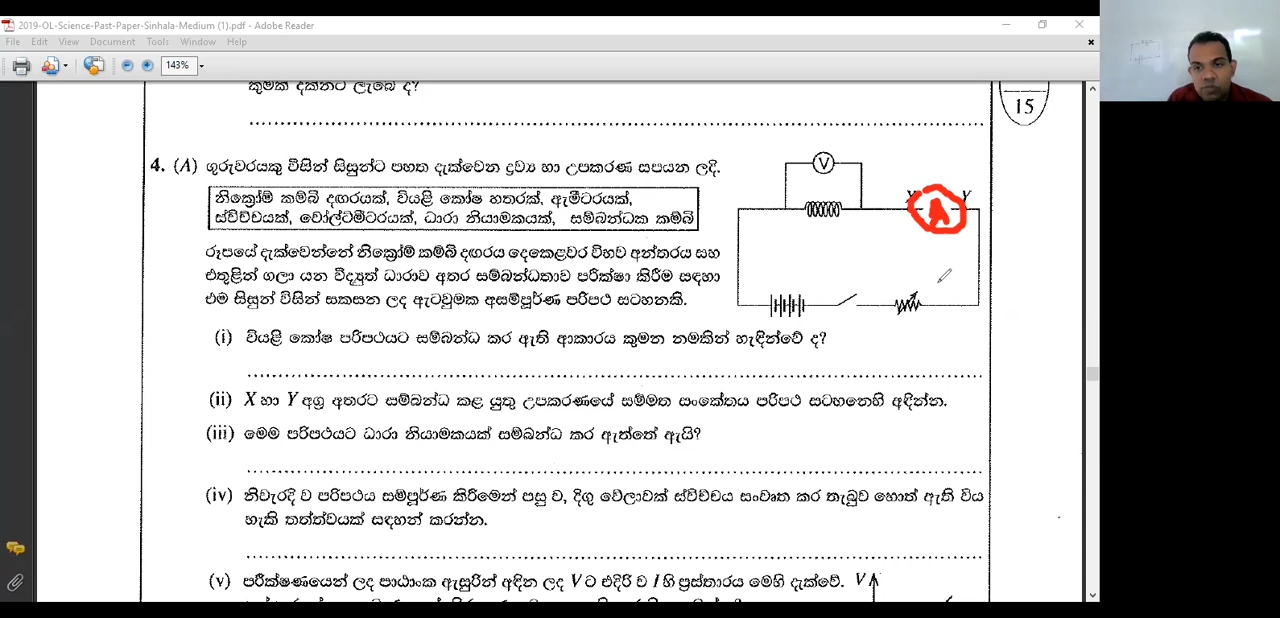 2019-OL-Science-Past-Paper-Sinhala-Medium (1).pdf - Adobe Reader
File Edit View Document Tools Window Help
143%
කුමක් දක්නට ලැබේ ද?
15
4. (A) ගුරුවරයකු විසින් සිසුන්ට පහත දැක්වෙන ද්‍රව්‍ය හා උපකරණ සපයන ලදි.
නික්‍රෝම් කම්බි දඟරයක්, වියළි කෝෂ හතරක්, ඇමීටරයක්,
ස්විච්චයක්, වෝල්ට්මීටරයක්, ධාරා නියාමකයක්, සම්බන්ධක කම්බි
V
X A Y
රූපයේ දැක්වෙන්නේ නික්‍රෝම් කම්බි දඟරය දෙකෙළවර විභව අන්තරය සහ
එතුළින් ගලා යන විද්‍යුත් ධාරාව අතර සම්බන්ධතාව පරීක්ෂා කිරීම සඳහා
එම සිසුන් විසින් සකසන ලද ඇටවුමක අසම්පූර්ණ පරිපථ සටහනකි.
(i) වියළි කෝෂ පරිපථයට සම්බන්ධ කර ඇති ආකාරය කුමන නමකින් හැඳින්වේ ද?
(ii) X හා Y අග්‍ර අතරට සම්බන්ධ කළ යුතු උපකරණයේ සම්මත සංකේතය පරිපථ සටහනෙහි අඳින්න.
(iii) මෙම පරිපථයට ධාරා නියාමකයක් සම්බන්ධ කර ඇත්තේ ඇයි?
(iv) නිවැරදි ව පරිපථය සම්පූර්ණ කිරීමෙන් පසු ව, දිගු වේලාවක් ස්විච්චය සංවෘත කර තැබුව හොත් ඇති විය
හැකි තත්ත්වයක් සඳහන් කරන්න.
(v) පරීක්ෂණයෙන් ලද පාඨාංක ඇසුරින් අඳින ලද V ට එදිරි ව I හි ප්‍රස්තාරය මෙහි දැක්වේ. V